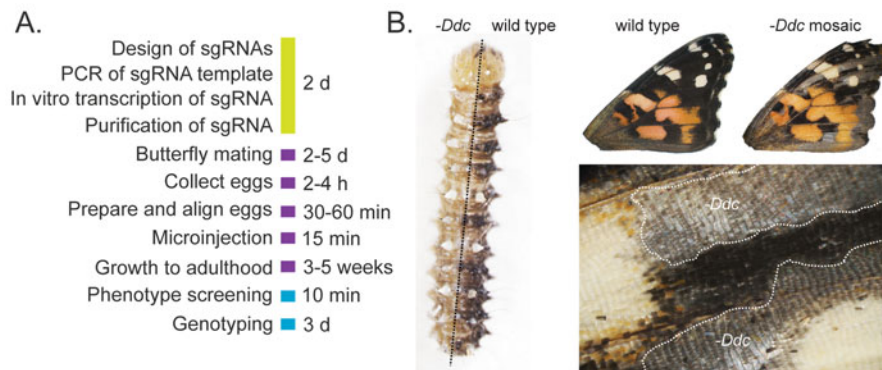 A.
Design of sgRNAs
PCR of sgRNA template
In vitro transcription of sgRNA
Purification of sgRNA
2 d
Butterfly mating 2-5 d
Collect eggs 2-4 h
Prepare and align eggs 30-60 min
Microinjection 15 min
Growth to adulthood 3-5 weeks
Phenotype screening 10 min
Genotyping 3 d
B.
-Ddc wild type
wild type -Ddc mosaic
-Ddc
-Ddc